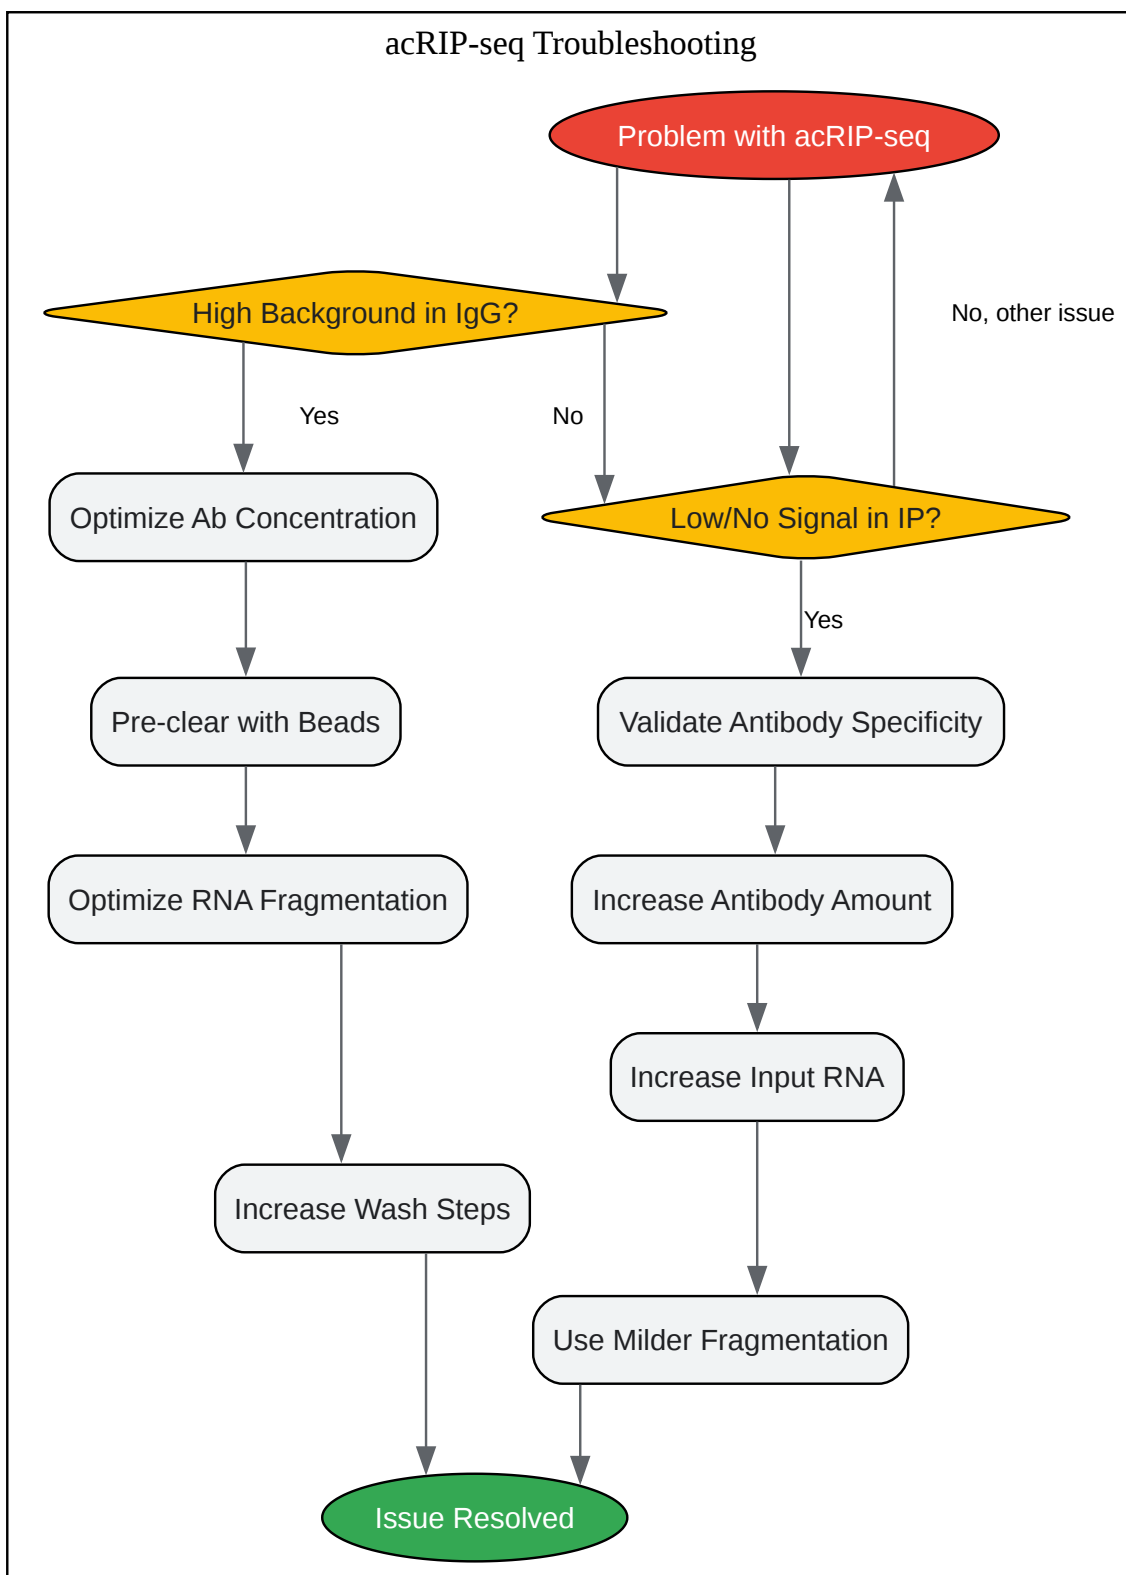 acRIP-seq Troubleshooting
Problem with acRIP-seq
High Background in IgG?
No, other issue
Yes
No
Optimize Ab Concentration
Low/No Signal in IP?
Yes
Pre-clear with Beads
Validate Antibody Specificity
Optimize RNA Fragmentation
Increase Antibody Amount
Increase Input RNA
Increase Wash Steps
Use Milder Fragmentation
Issue Resolved